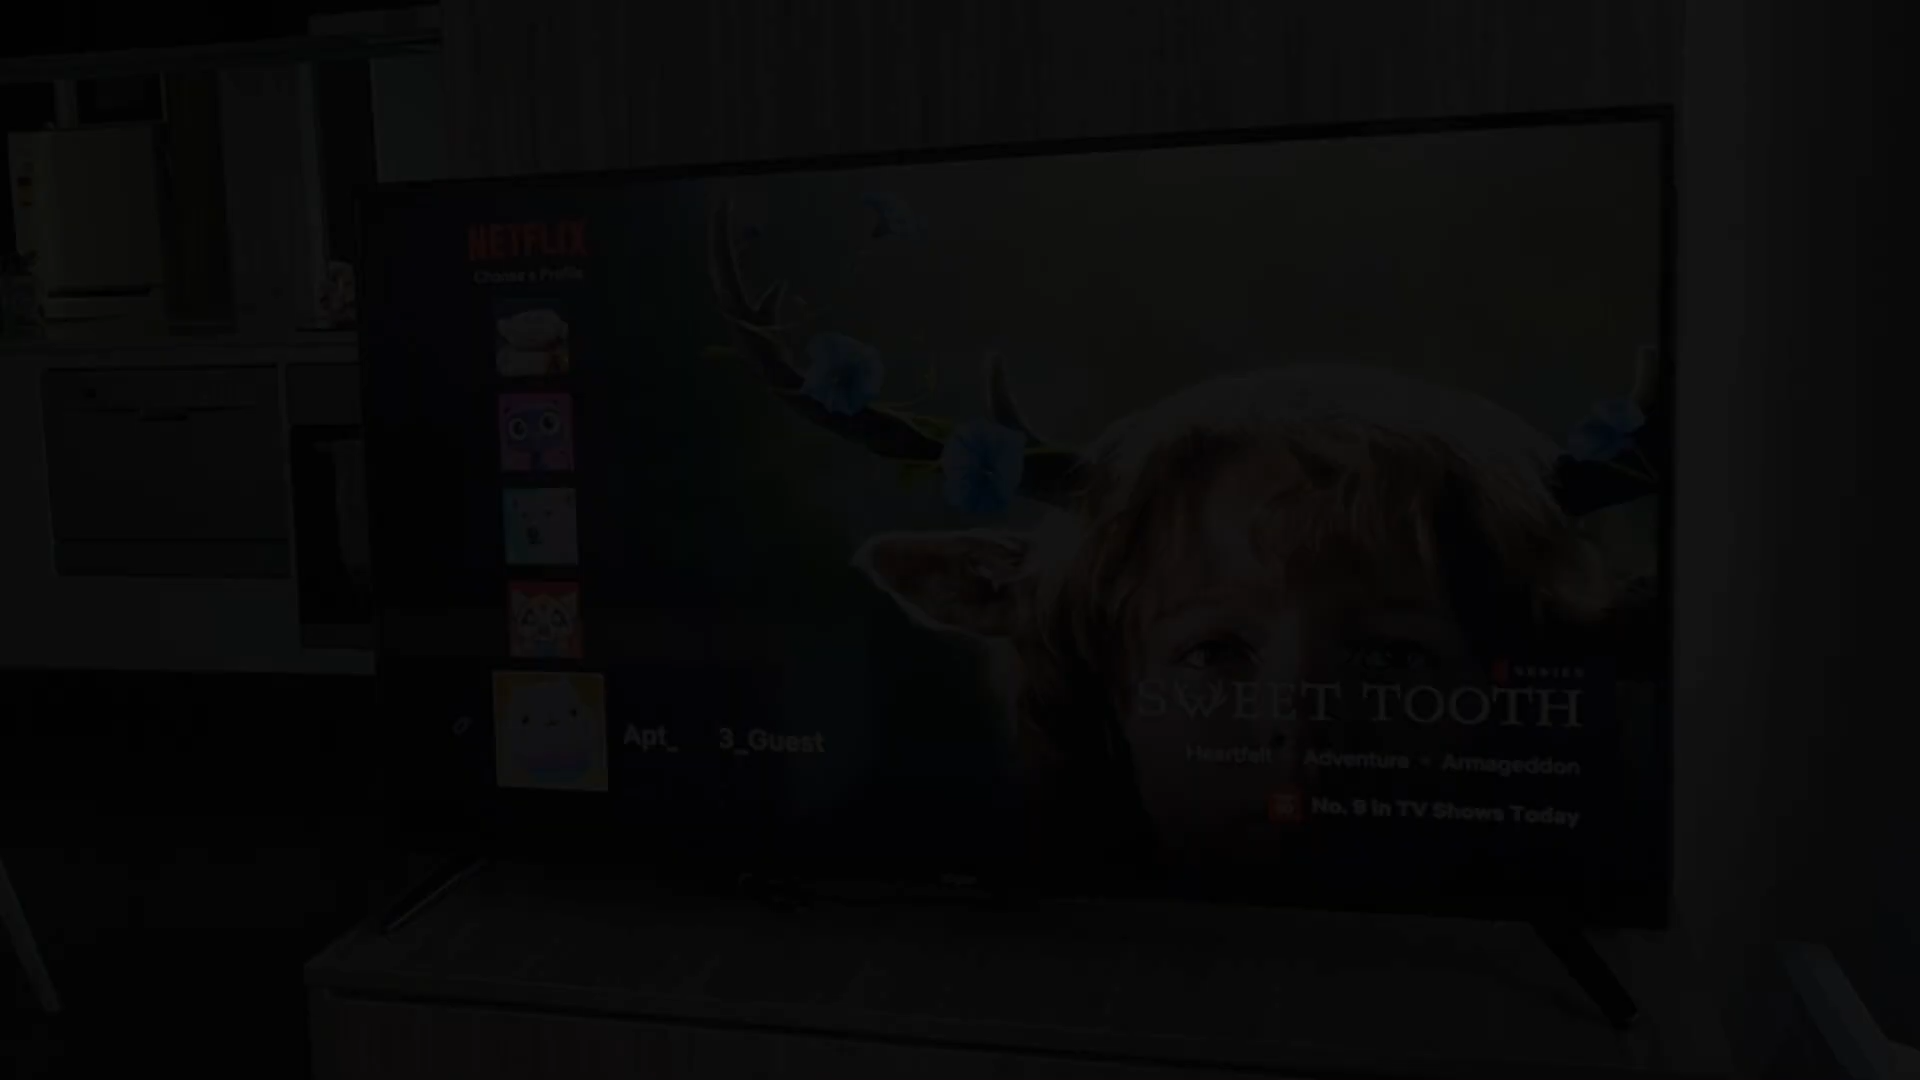 NETFLIX
Choose a Profile
Apt_ 3_Guest
SERIES
SWEET TOOTH
Heartfelt • Adventure • Armageddon
No. 9 in TV Shows Today